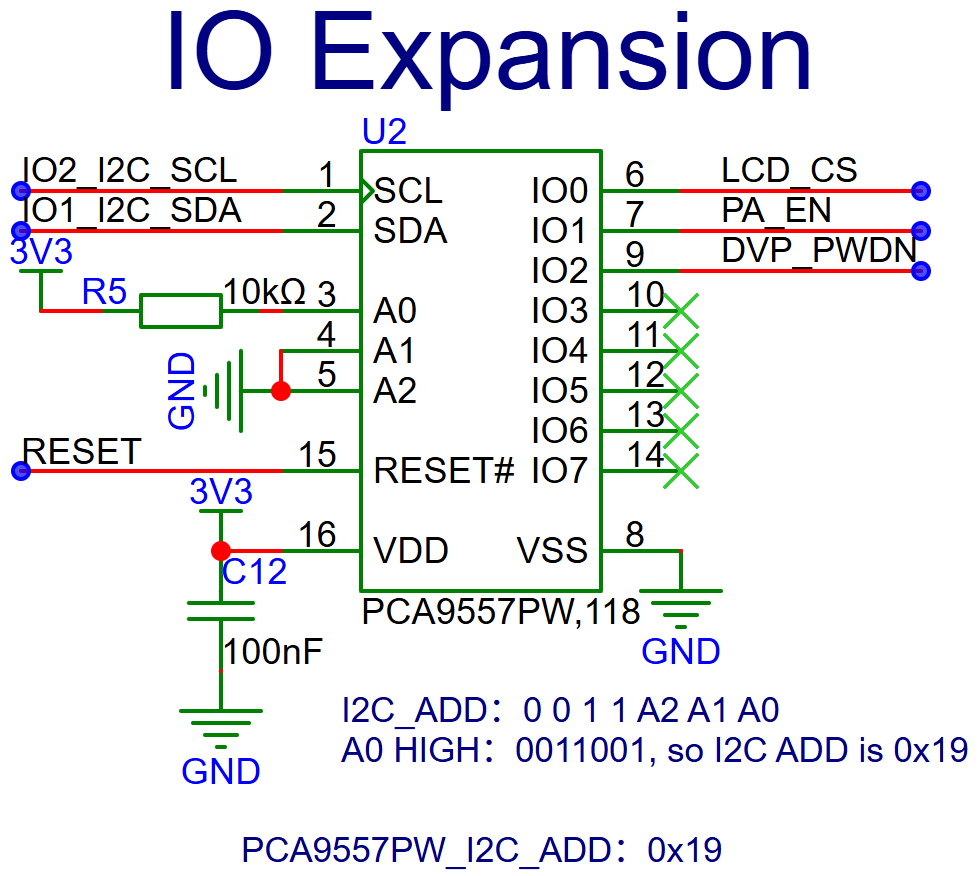 IO Expansion
U2
IO2_I2C_SCL 1 SCL IO0 6 LCD_CS
IO1_I2C_SDA 2 SDA IO1 7 PA_EN
3V3 IO2 9 DVP_PWDN
R5 10kΩ 3 A0 IO3 10
4 A1 IO4 11
GND 5 A2 IO5 12
IO6 13
RESET 15 RESET# IO7 14
3V3
16 VDD VSS 8
C12
PCA9557PW,118
100nF GND
I2C_ADD：0 0 1 1 A2 A1 A0
A0 HIGH：0011001, so I2C ADD is 0x19
GND
PCA9557PW_I2C_ADD：0x19